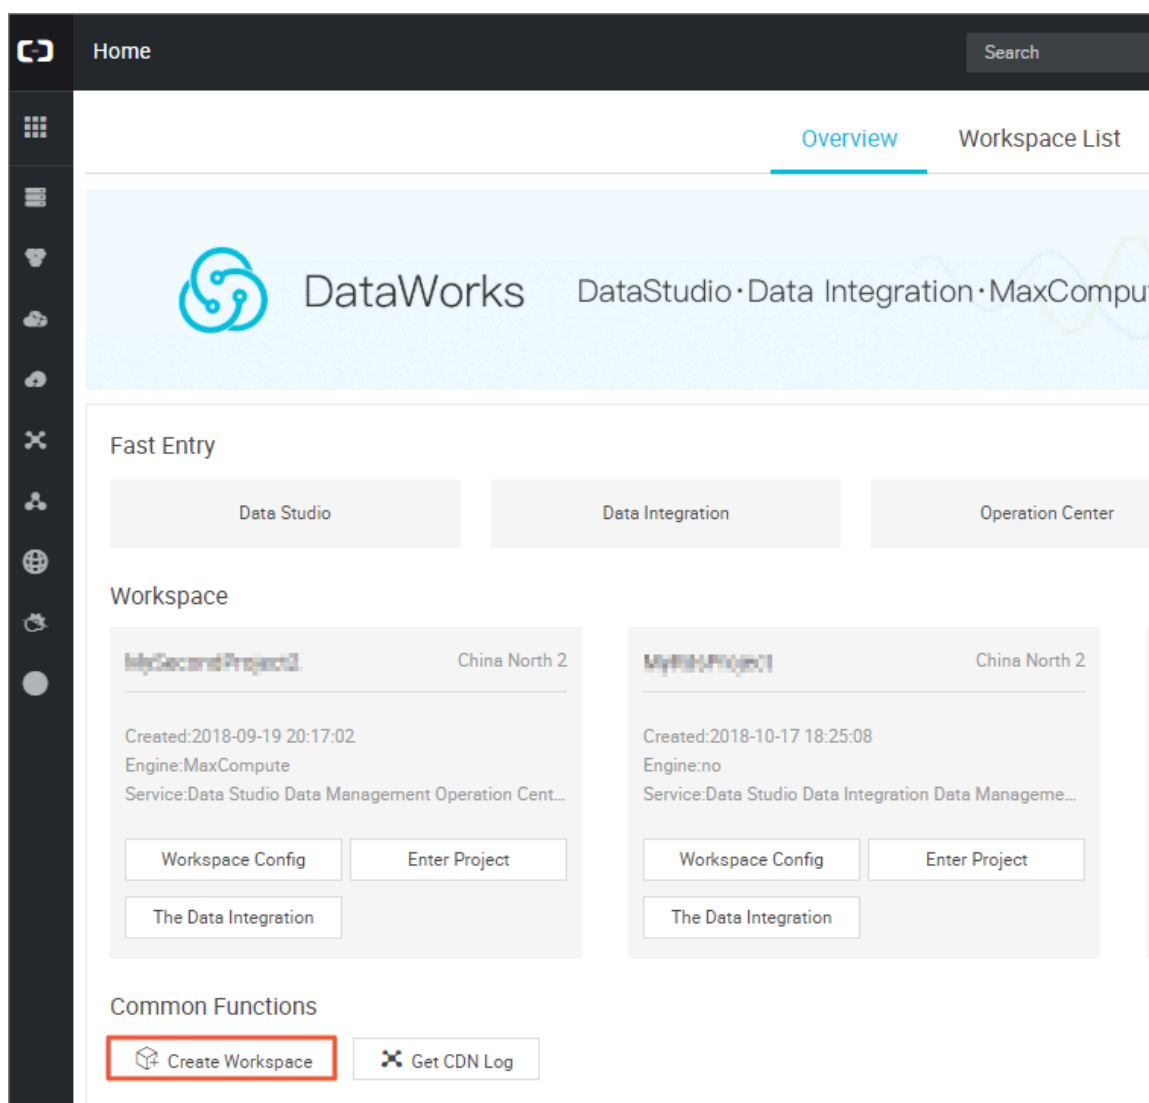 Home
Search
Overview
Workspace List
DataWorks
DataStudio·Data Integration·MaxCompu
Fast Entry
Data Studio
Data Integration
Operation Center
Workspace
China North 2
Created:2018-09-19 20:17:02
Engine:MaxCompute
Service:Data Studio Data Management Operation Cent...
Workspace Config
Enter Project
The Data Integration
China North 2
Created:2018-10-17 18:25:08
Engine:no
Service:Data Studio Data Integration Data Manageme...
Workspace Config
Enter Project
The Data Integration
Common Functions
Create Workspace
Get CDN Log